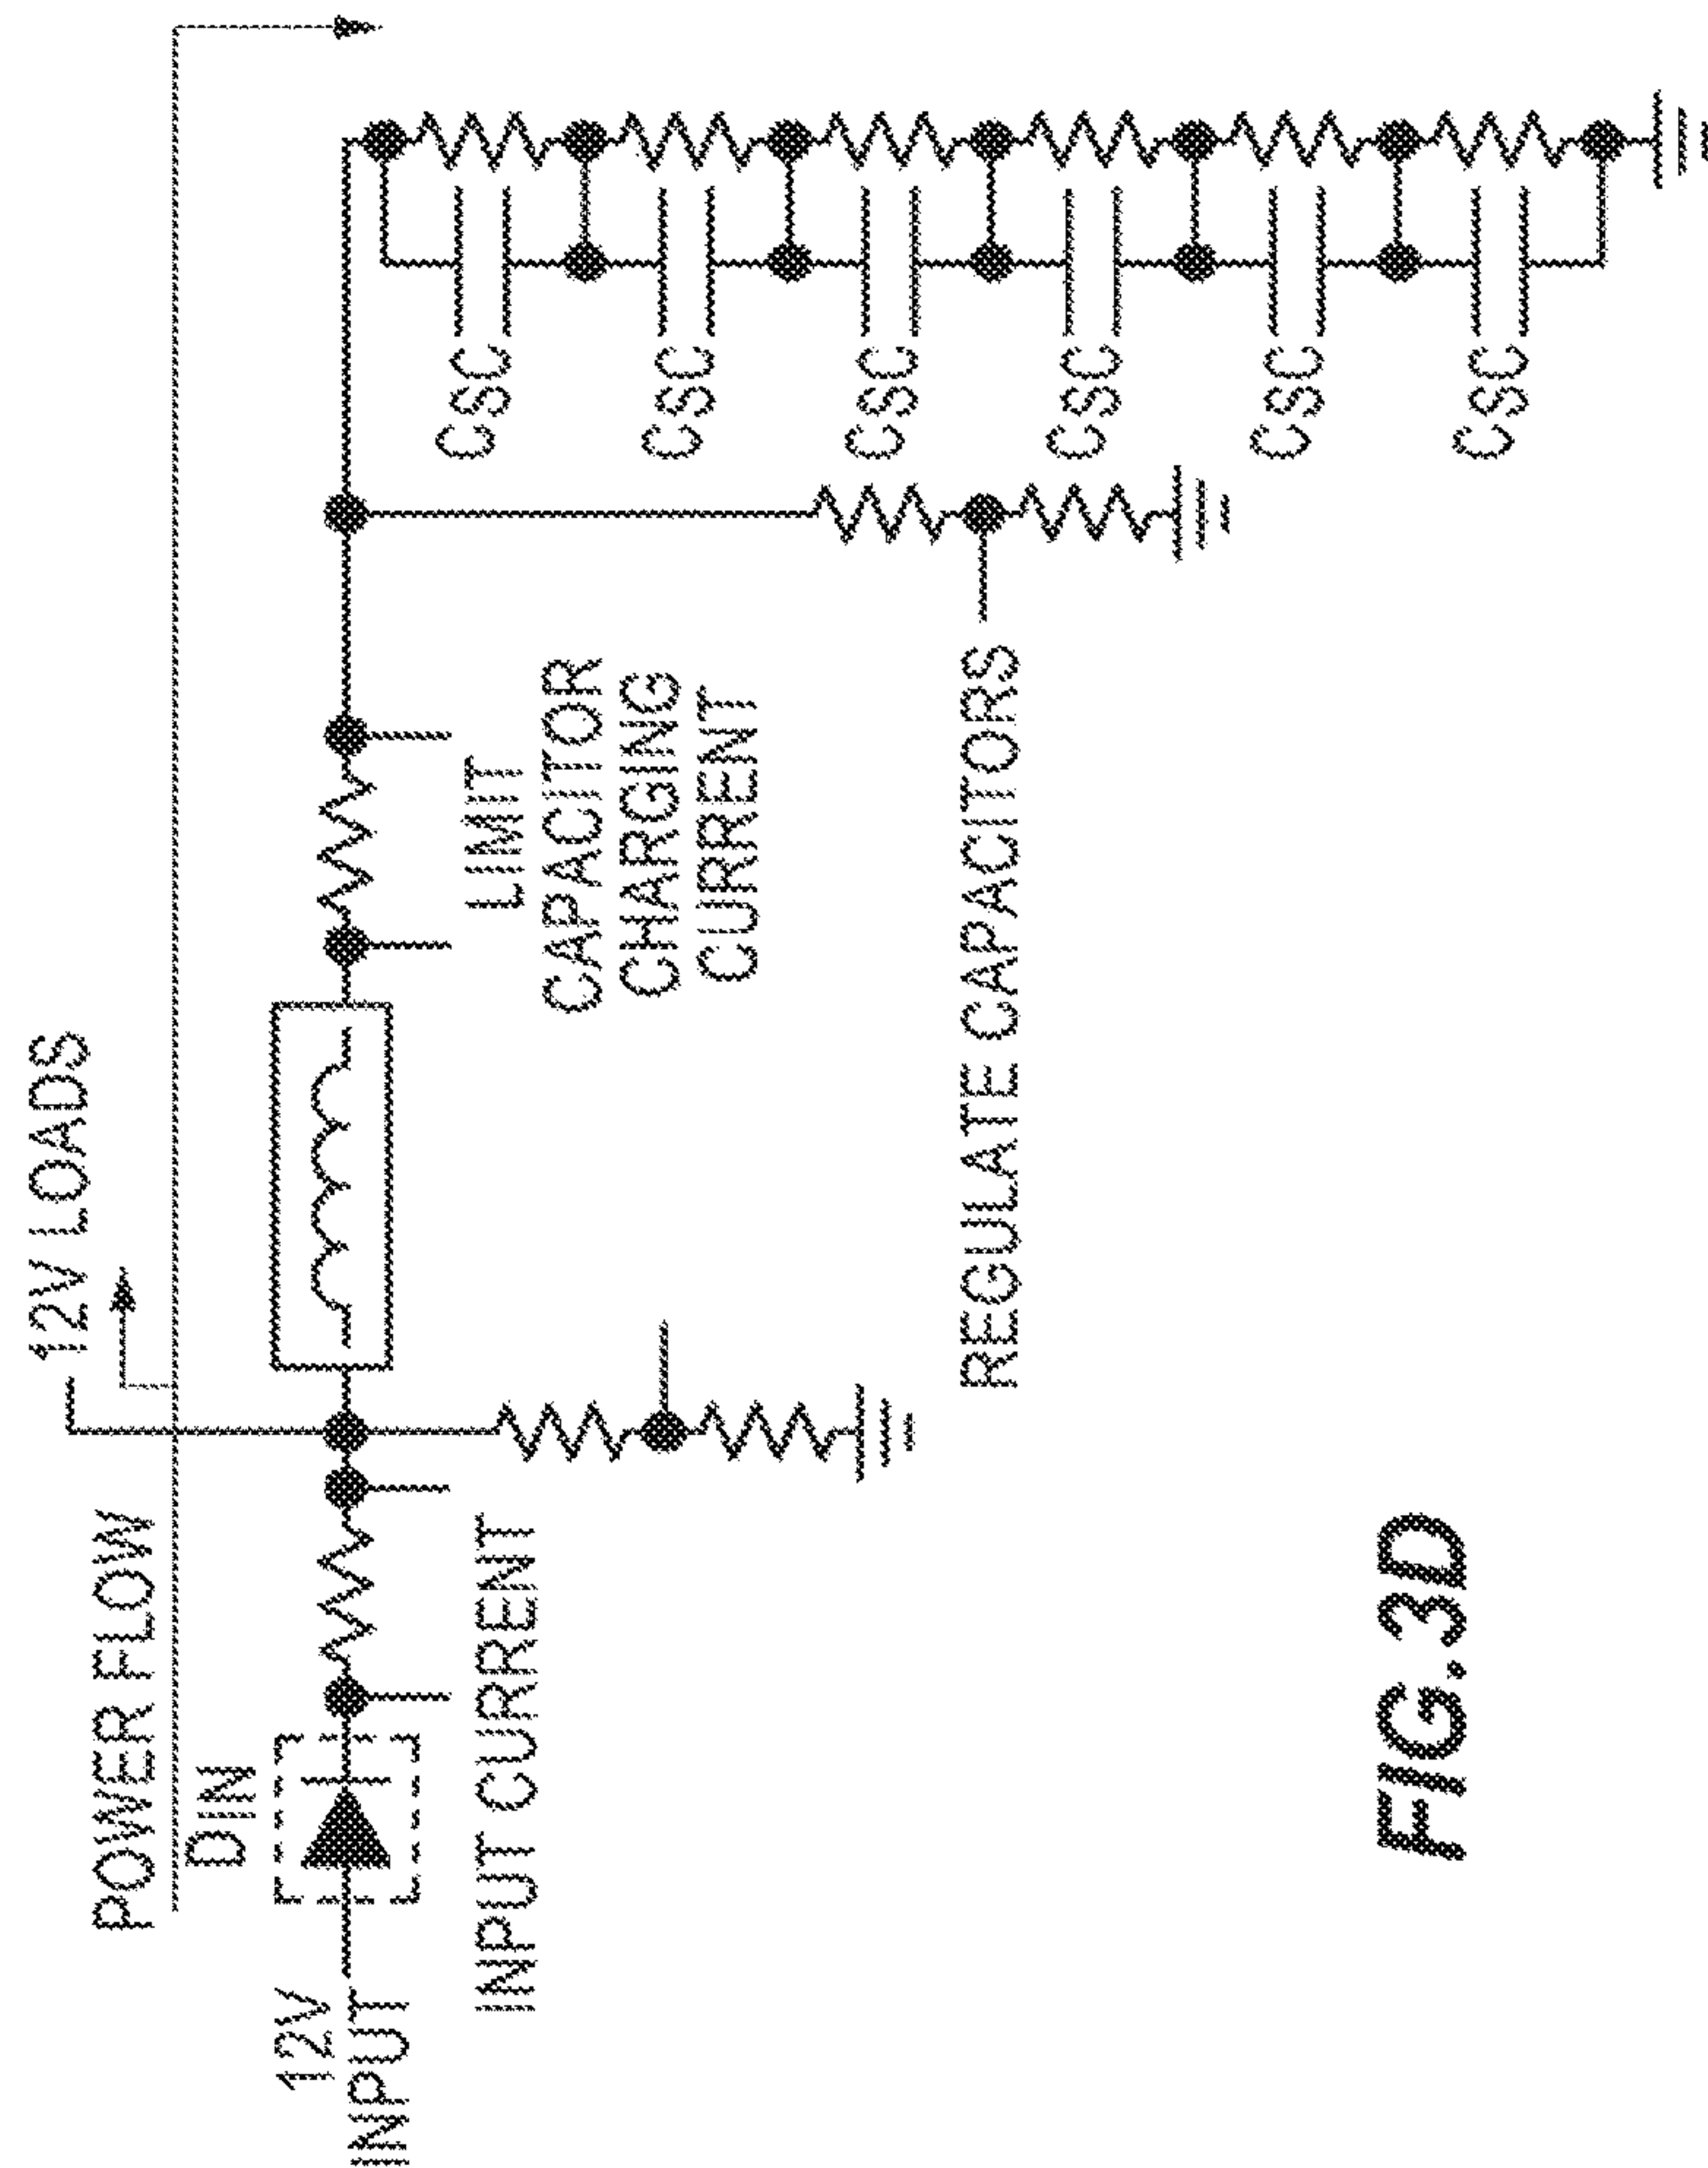 12V LOADS
POWER FLOW
DIN
12V
INPUT
INPUT CURRENT
LIMIT
CAPACITOR
CHARGING
CURRENT
REGULATE CAPACITORS
CSC
CSC
CSC
CSC
CSC
CSC
FIG. 3D